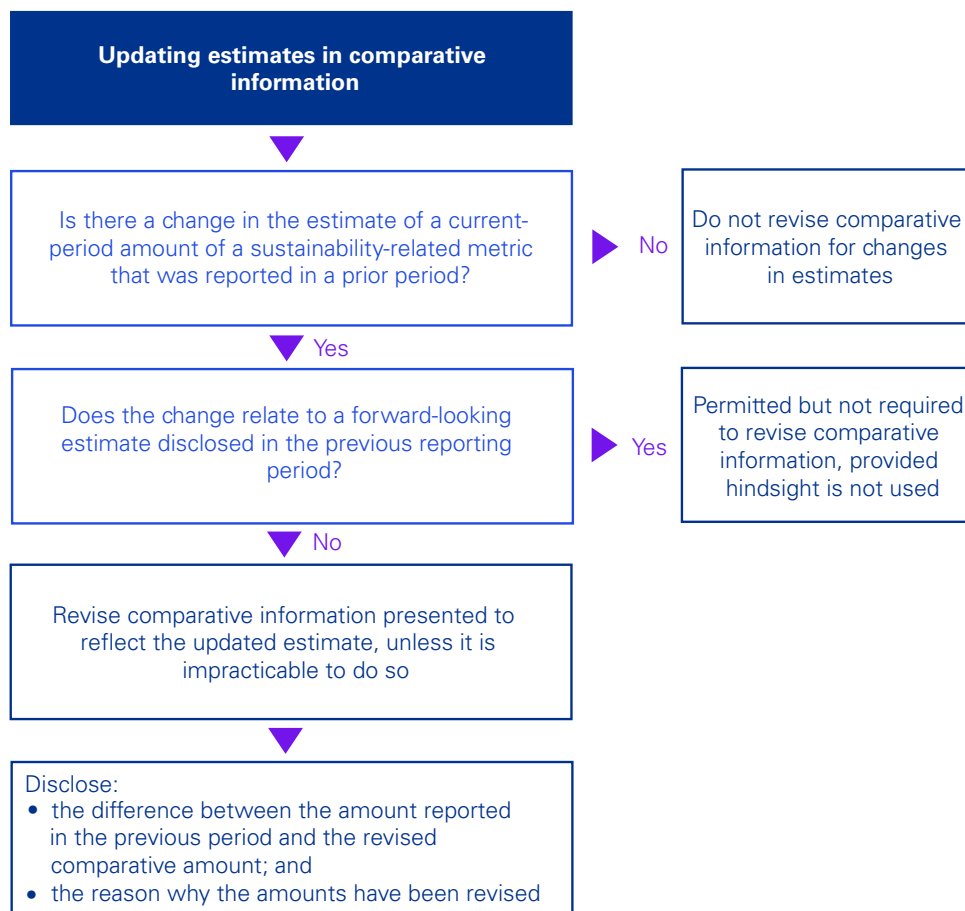 Updating estimates in comparative
information
Is there a change in the estimate of a current-
period amount of a sustainability-related metric
that was reported in a prior period?
No
Do not revise comparative
information for changes
in estimates
Yes
Does the change relate to a forward-looking
estimate disclosed in the previous reporting
period?
Yes
Permitted but not required
to revise comparative
information, provided
hindsight is not used
No
Revise comparative information presented to
reflect the updated estimate, unless it is
impracticable to do so
Disclose:
• the difference between the amount reported
in the previous period and the revised
comparative amount; and
• the reason why the amounts have been revised